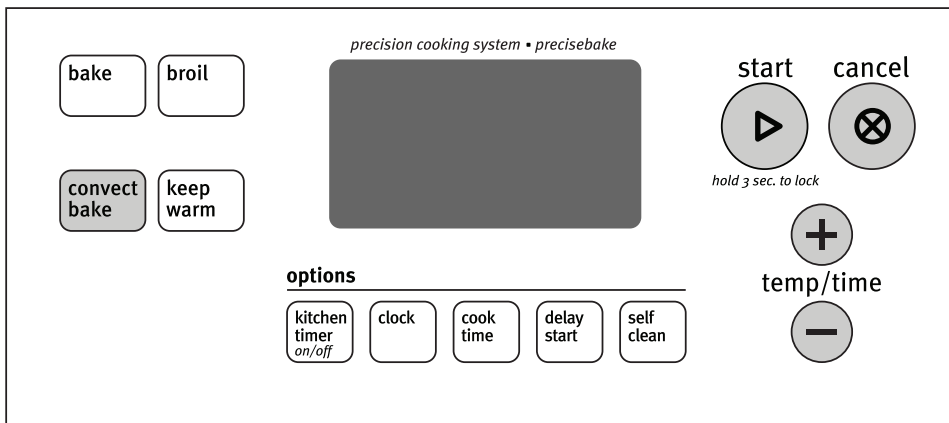 precision cooking system ▪ precisebake
bake
broil
convect
bake
keep
warm
start
cancel
hold 3 sec. to lock
temp/time
options
kitchen
timer
on/off
clock
cook
time
delay
start
self
clean